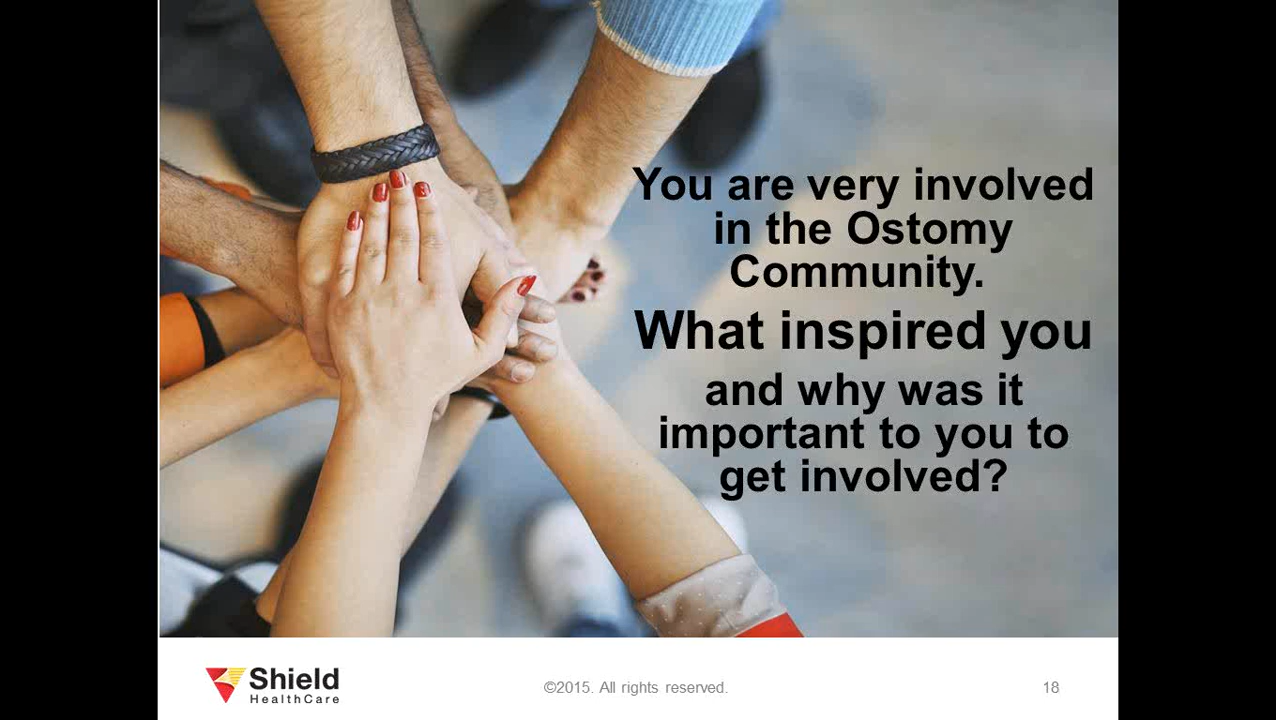 You are very involved
in the Ostomy
Community.
What inspired you
and why was it
important to you to
get involved?
Shield
HealthCare
©2015. All rights reserved.
18